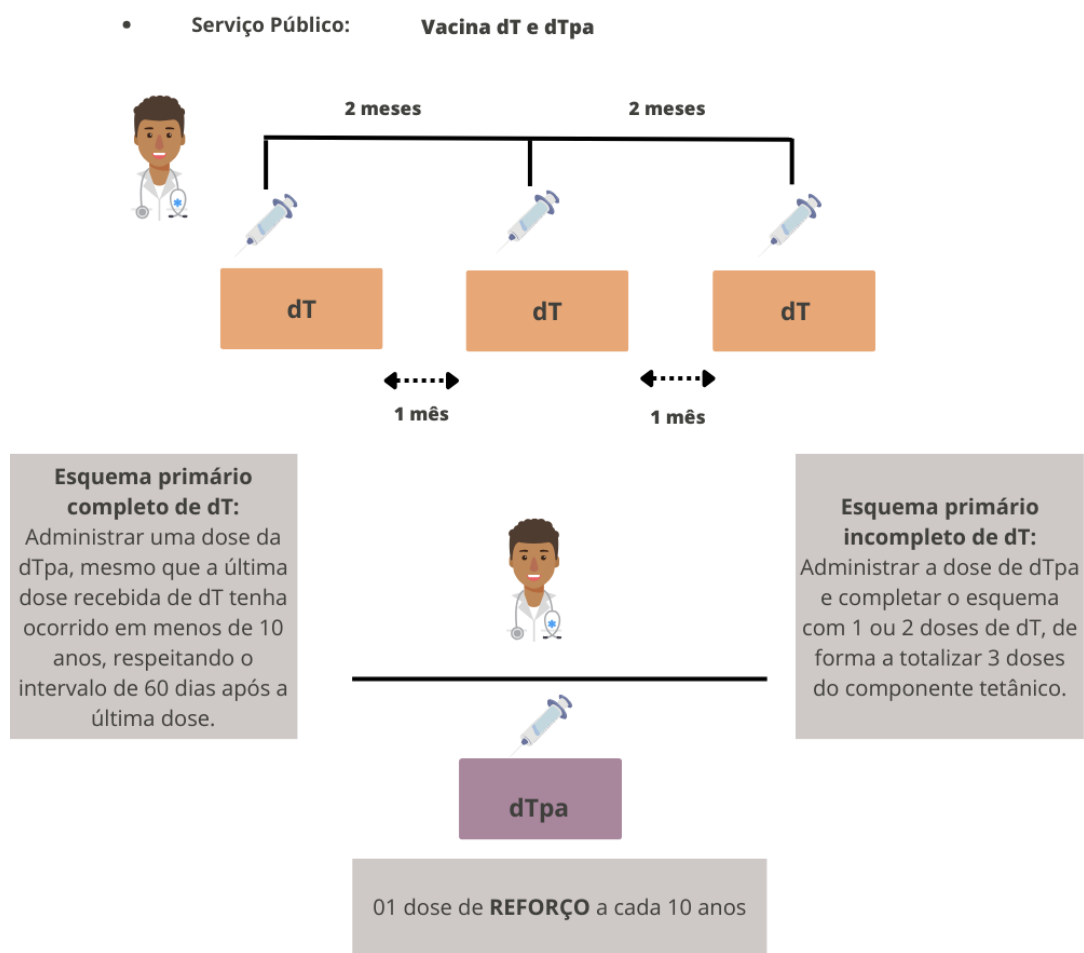 • Serviço Público: Vacina dT e dTpa
2 meses 2 meses
dT dT dT
1 mês 1 mês
Esquema primário
completo de dT:
Administrar uma dose da
dTpa, mesmo que a última
dose recebida de dT tenha
ocorrido em menos de 10
anos, respeitando o
intervalo de 60 dias após a
última dose.
Esquema primário
incompleto de dT:
Administrar a dose de dTpa
e completar o esquema
com 1 ou 2 doses de dT, de
forma a totalizar 3 doses
do componente tetânico.
dTpa
01 dose de REFORÇO a cada 10 anos